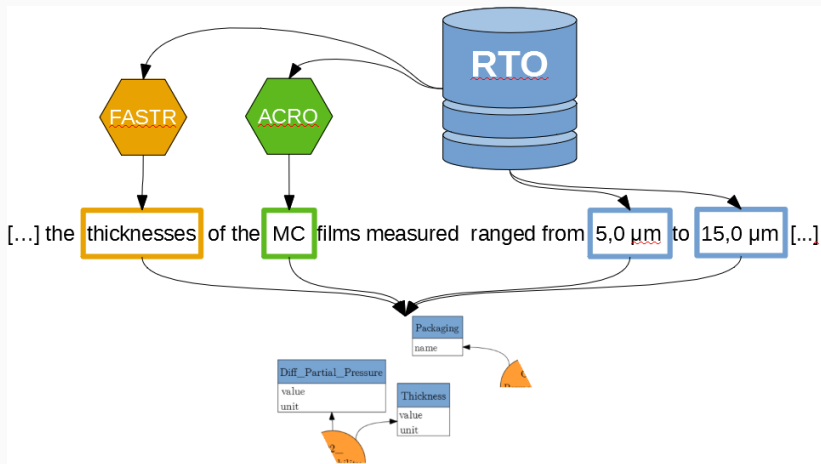 RTO
FASTR
ACRO
[…] the thicknesses of the MC films measured ranged from 5,0 µm to 15,0 µm [...]
Packaging
name
Diff_Partial_Pressure
value
unit
Thickness
value
unit